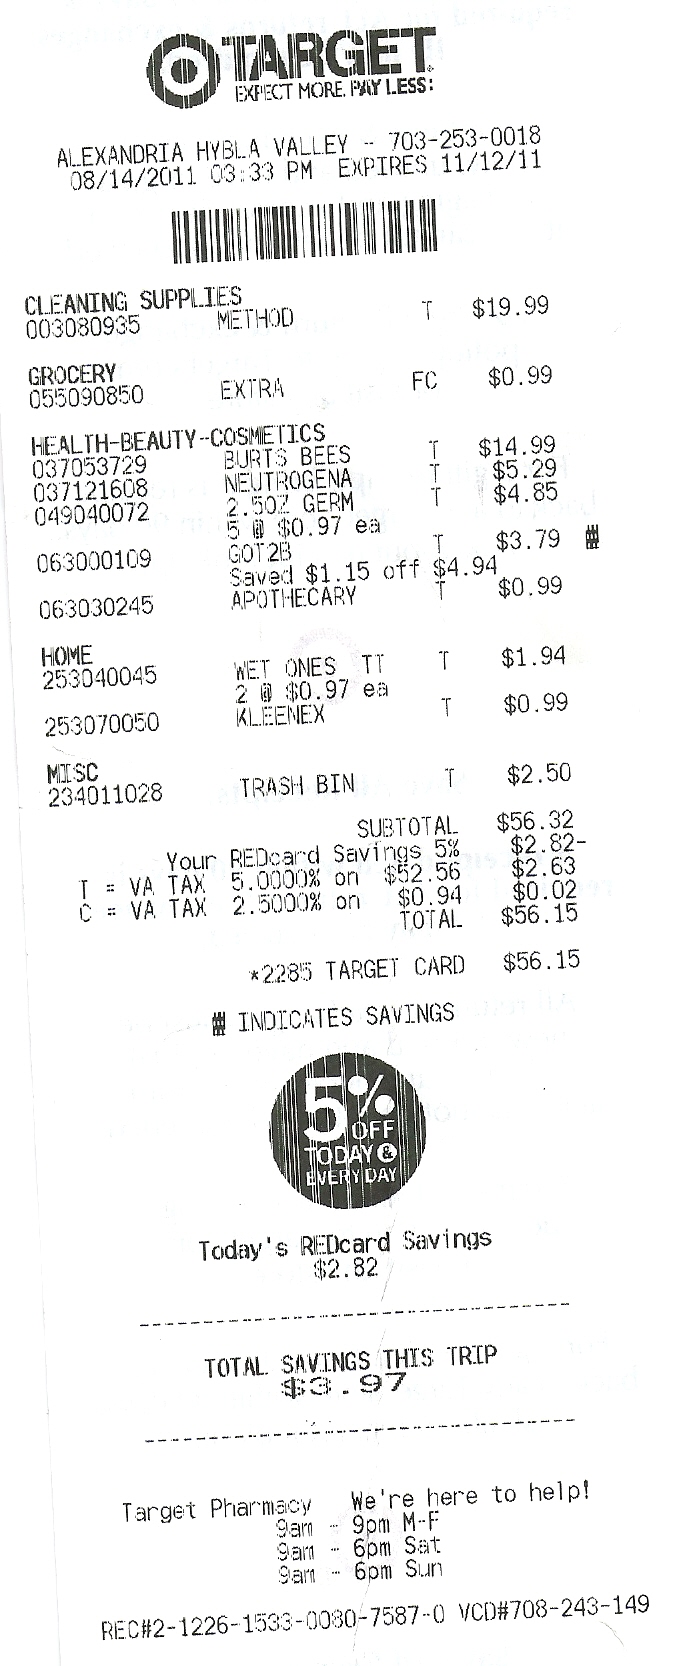 TARGET
EXPECT MORE. PAY LESS.
ALEXANDRIA HYBLA VALLEY - 703-253-0018
08/14/2011 03:33 PM EXPIRES 11/12/11
CLEANING SUPPLIES
003080935 METHOD T $19.99
GROCERY
055090850 EXTRA FC $0.99
HEALTH-BEAUTY-COSMETICS
037053729 BURTS BEES T $14.99
037121608 NEUTROGENA T $5.29
049040072 2.5OZ GERM T $4.85
5 @ $0.97 ea
063000109 GOT2B T $3.79
Saved $1.15 off $4.94
063030245 APOTHECARY T $0.99
HOME
253040045 WET ONES TT T $1.94
2 @ $0.97 ea
253070050 KLEENEX T $0.99
MISC
234011028 TRASH BIN T $2.50
SUBTOTAL $56.32
Your REDcard Savings 5% $2.82-
T = VA TAX 5.0000% on $52.56 $2.63
C = VA TAX 2.5000% on $0.94 $0.02
TOTAL $56.15
*2285 TARGET CARD $56.15
INDICATES SAVINGS
5%
OFF
TODAY &
EVERY DAY
Today's REDcard Savings
$2.82
TOTAL SAVINGS THIS TRIP
$3.97
Target Pharmacy We're here to help!
9am - 9pm M-F
9am - 6pm Sat
9am - 6pm Sun
REC#2-1226-1533-0080-7587-0 VCD#708-243-149